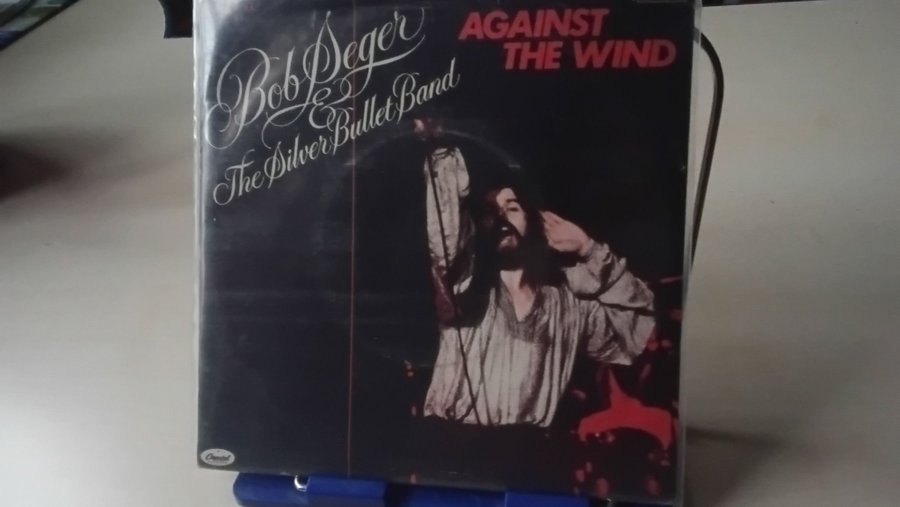 Bob Seger
&
The Silver Bullet Band
AGAINST
THE WIND
Capitol